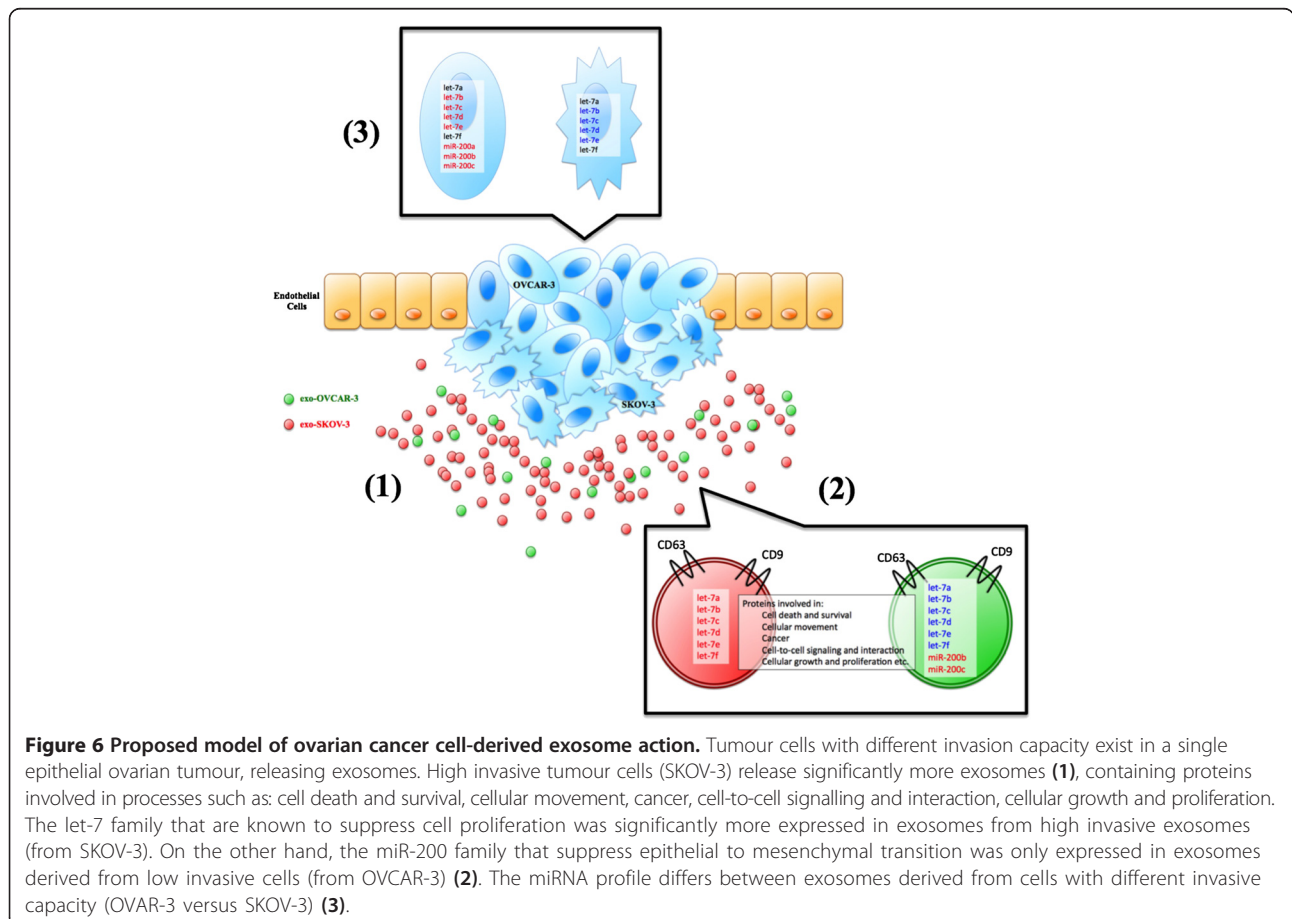 (3)
let-7a
let-7b
let-7c
let-7d
let-7e
let-7f
miR-200a
miR-200b
miR-200c
let-7a
let-7b
let-7c
let-7d
let-7e
let-7f
Endothelial
Cells
OVCAR-3
SKOV-3
exo-OVCAR-3
exo-SKOV-3
(1)
(2)
CD63
CD9
let-7a
let-7b
let-7c
let-7d
let-7e
let-7f
Proteins involved in:
Cell death and survival
Cellular movement
Cancer
Cell-to-cell signaling and interaction
Cellular growth and proliferation etc.
CD63
CD9
let-7a
let-7b
let-7c
let-7d
let-7e
let-7f
miR-200b
miR-200c
Figure 6 Proposed model of ovarian cancer cell-derived exosome action. Tumour cells with different invasion capacity exist in a single
epithelial ovarian tumour, releasing exosomes. High invasive tumour cells (SKOV-3) release significantly more exosomes (1), containing proteins
involved in processes such as: cell death and survival, cellular movement, cancer, cell-to-cell signalling and interaction, cellular growth and proliferation.
The let-7 family that are known to suppress cell proliferation was significantly more expressed in exosomes from high invasive exosomes
(from SKOV-3). On the other hand, the miR-200 family that suppress epithelial to mesenchymal transition was only expressed in exosomes
derived from low invasive cells (from OVCAR-3) (2). The miRNA profile differs between exosomes derived from cells with different invasive
capacity (OVAR-3 versus SKOV-3) (3).